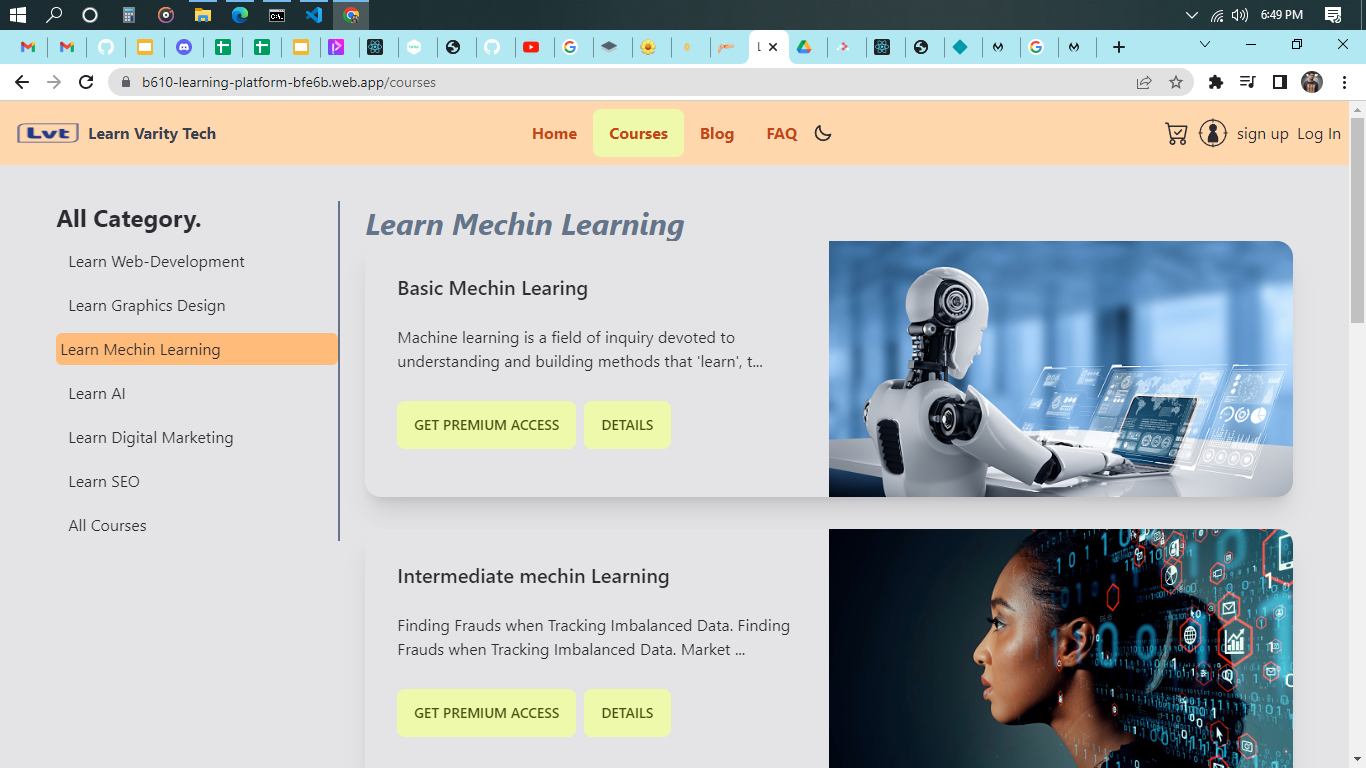 6:49 PM
L
b610-learning-platform-bfe6b.web.app/courses
Lvt Learn Varity Tech
Home Courses Blog FAQ
sign up Log In
All Category.
Learn Web-Development
Learn Graphics Design
Learn Mechin Learning
Learn AI
Learn Digital Marketing
Learn SEO
All Courses
Learn Mechin Learning
Basic Mechin Learing
Machine learning is a field of inquiry devoted to
understanding and building methods that 'learn', t...
GET PREMIUM ACCESS DETAILS
Intermediate mechin Learning
Finding Frauds when Tracking Imbalanced Data. Finding
Frauds when Tracking Imbalanced Data. Market ...
GET PREMIUM ACCESS DETAILS